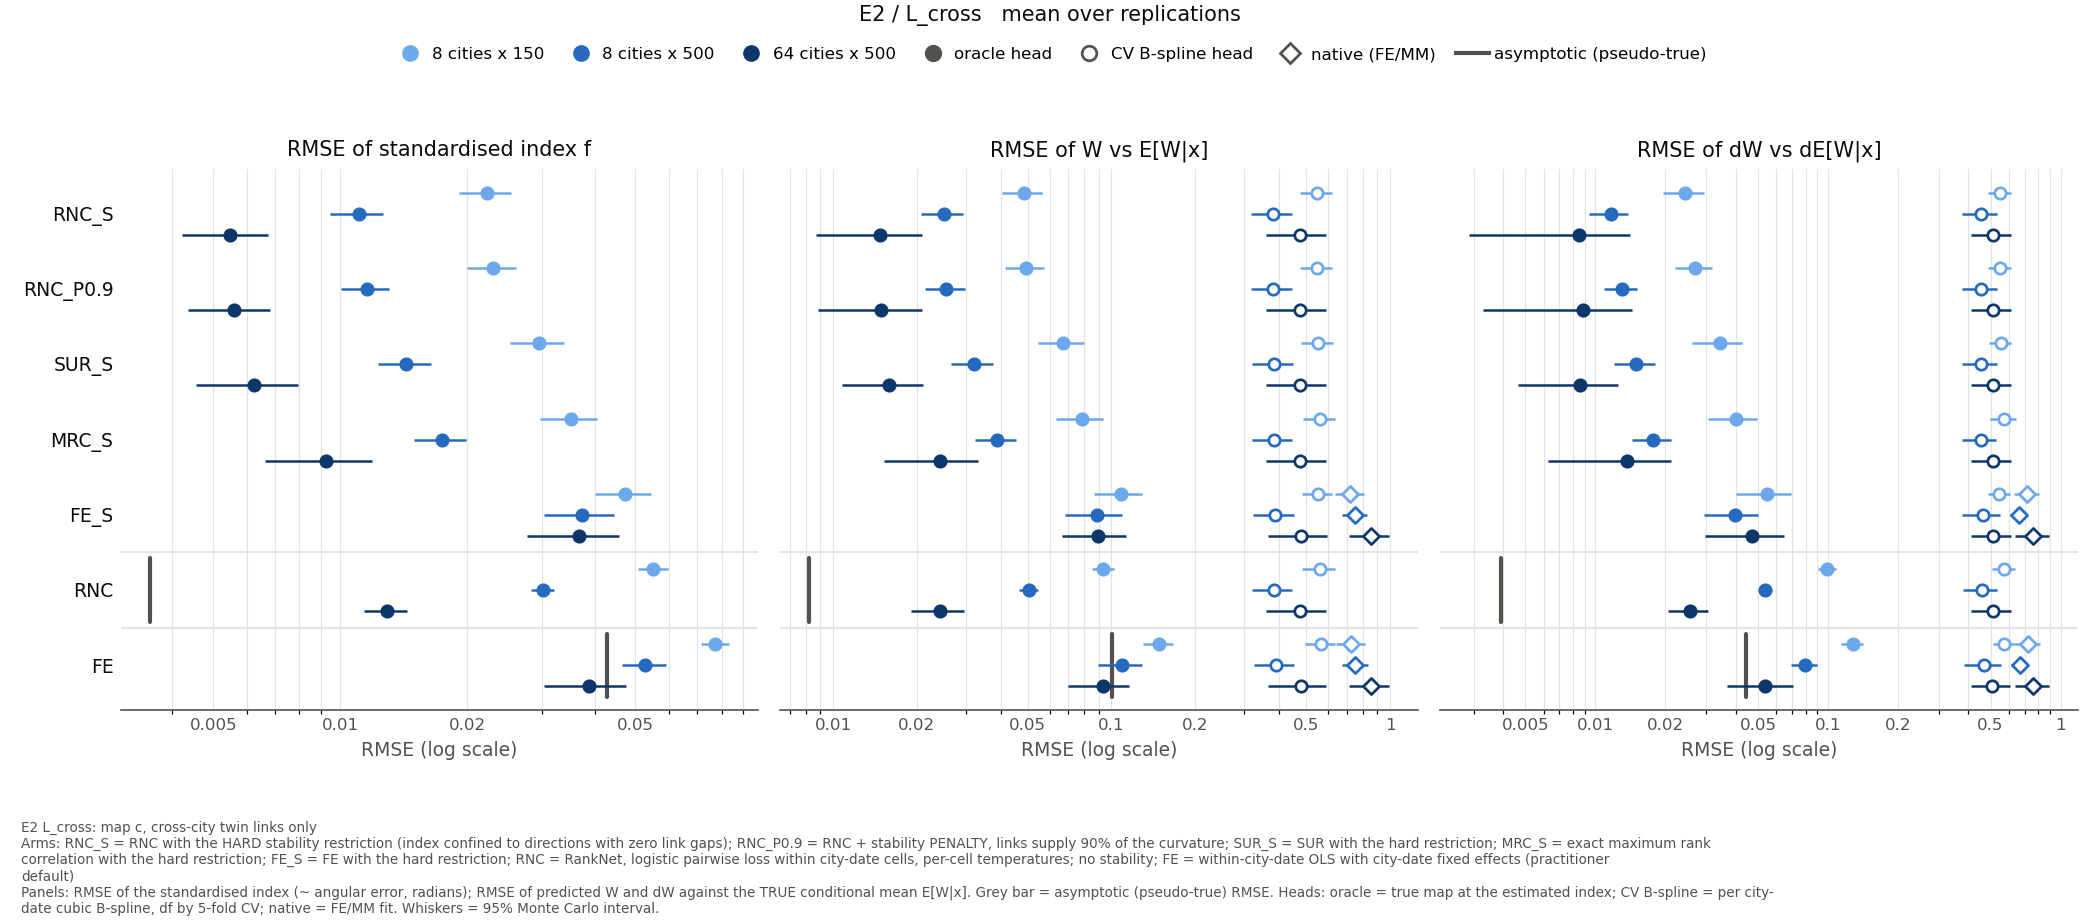 E2 / L_cross   mean over replications
8 cities x 150   8 cities x 500   64 cities x 500   oracle head   CV B-spline head   native (FE/MM)   asymptotic (pseudo-true)
RMSE of standardised index f   RMSE of W vs E[W|x]   RMSE of dW vs dE[W|x]
RNC_S
RNC_P0.9
SUR_S
MRC_S
FE_S
RNC
FE
0.005   0.01   0.02   0.05   0.01   0.02   0.05   0.1   0.2   0.5   1   0.005   0.01   0.02   0.05   0.1   0.2   0.5   1
RMSE (log scale)   RMSE (log scale)   RMSE (log scale)
E2 L_cross: map c, cross-city twin links only
Arms: RNC_S = RNC with the HARD stability restriction (index confined to directions with zero link gaps); RNC_P0.9 = RNC + stability PENALTY, links supply 90% of the curvature; SUR_S = SUR with the hard restriction; MRC_S = exact maximum rank
correlation with the hard restriction; FE_S = FE with the hard restriction; RNC = RankNet, logistic pairwise loss within city-date cells, per-cell temperatures; no stability; FE = within-city-date OLS with city-date fixed effects (practitioner
default)
Panels: RMSE of the standardised index (~ angular error, radians); RMSE of predicted W and dW against the TRUE conditional mean E[W|x]. Grey bar = asymptotic (pseudo-true) RMSE. Heads: oracle = true map at the estimated index; CV B-spline = per city-
date cubic B-spline, df by 5-fold CV; native = FE/MM fit. Whiskers = 95% Monte Carlo interval.